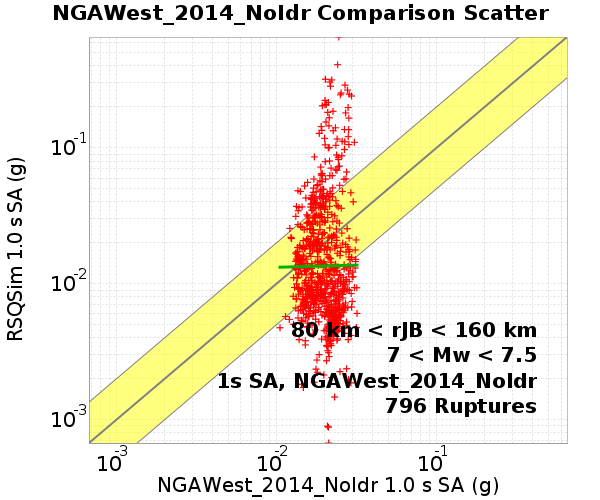 NGAWest_2014_NoIdr Comparison Scatter
RSQSim 1.0 s SA (g)
10-1
10-2
10-3
80 km < rJB < 160 km
7 < Mw < 7.5
1s SA, NGAWest_2014_NoIdr
796 Ruptures
10-3 10-2 10-1
NGAWest_2014_NoIdr 1.0 s SA (g)